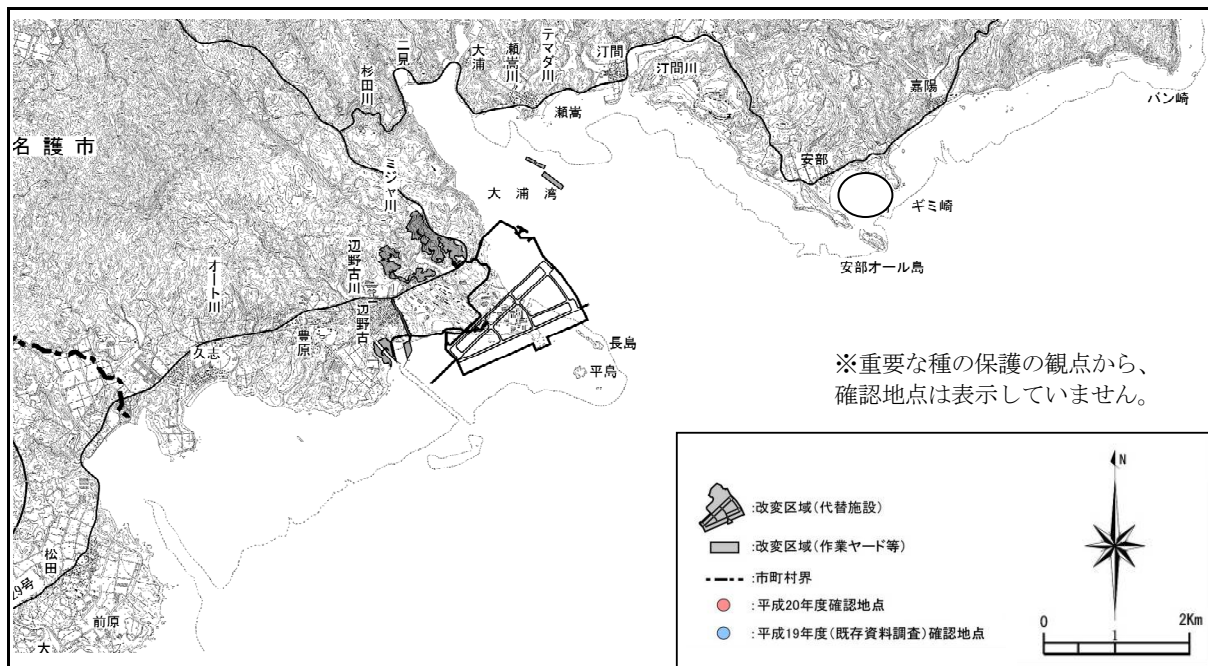 二見
大浦
瀬嵩川
テマダ川
汀間
杉田川
汀間川
嘉陽
バン崎
瀬嵩
名護市
安部
ミジャ川
大浦湾
ギミ崎
安部オール島
辺野古川
オート川
辺野古
豊原
久志
長島
平島
※重要な種の保護の観点から、
確認地点は表示していません。
N
:改変区域(代替施設)
:改変区域(作業ヤード等)
:市町村界
:平成20年度確認地点
:平成19年度(既存資料調査)確認地点
0 1 2Km
松田
29号
前原
大